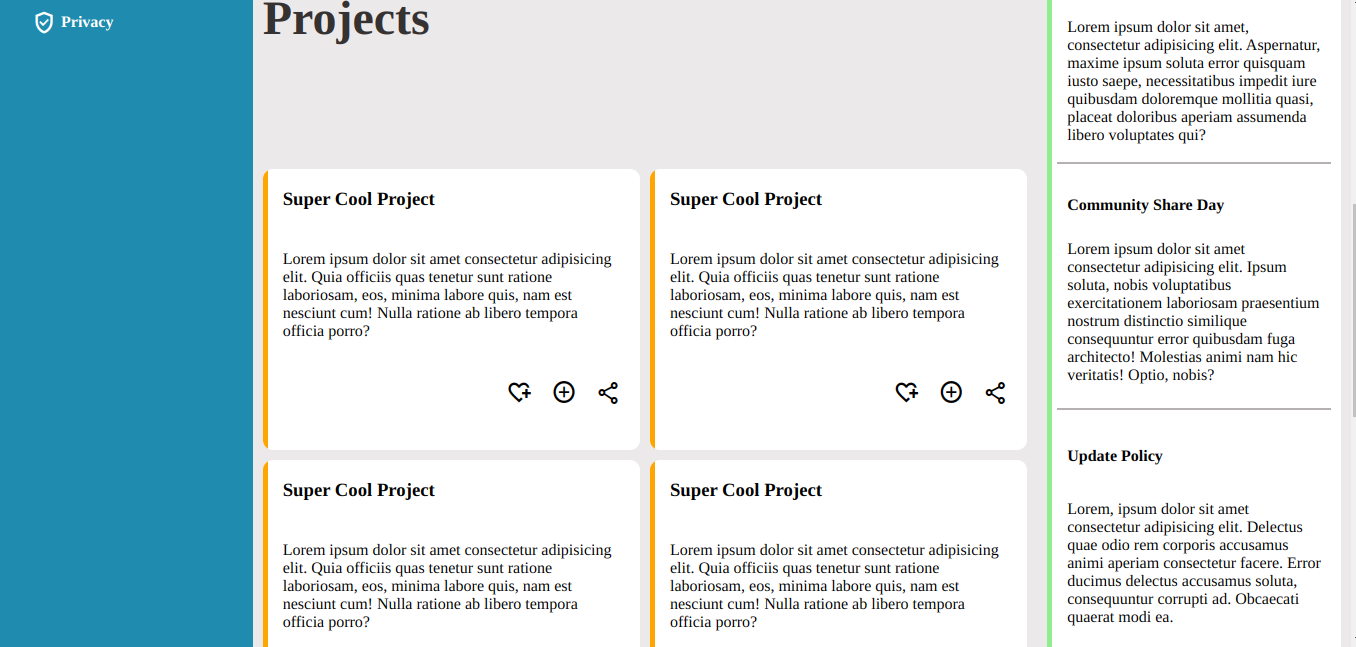 Privacy
Projects
Super Cool Project
Lorem ipsum dolor sit amet consectetur adipisicing
elit. Quia officiis quas tenetur sunt ratione
laboriosam, eos, minima labore quis, nam est
nesciunt cum! Nulla ratione ab libero tempora
officia porro?
Super Cool Project
Lorem ipsum dolor sit amet consectetur adipisicing
elit. Quia officiis quas tenetur sunt ratione
laboriosam, eos, minima labore quis, nam est
nesciunt cum! Nulla ratione ab libero tempora
officia porro?
Super Cool Project
Lorem ipsum dolor sit amet consectetur adipisicing
elit. Quia officiis quas tenetur sunt ratione
laboriosam, eos, minima labore quis, nam est
nesciunt cum! Nulla ratione ab libero tempora
officia porro?
Super Cool Project
Lorem ipsum dolor sit amet consectetur adipisicing
elit. Quia officiis quas tenetur sunt ratione
laboriosam, eos, minima labore quis, nam est
nesciunt cum! Nulla ratione ab libero tempora
officia porro?
Lorem ipsum dolor sit amet,
consectetur adipisicing elit. Aspernatur,
maxime ipsum soluta error quisquam
iusto saepe, necessitatibus impedit iure
quibusdam doloremque mollitia quasi,
placeat doloribus aperiam assumenda
libero voluptates qui?
Community Share Day
Lorem ipsum dolor sit amet
consectetur adipisicing elit. Ipsum
soluta, nobis voluptatibus
exercitationem laboriosam praesentium
nostrum distinctio similique
consequuntur error quibusdam fuga
architecto! Molestias animi nam hic
veritatis! Optio, nobis?
Update Policy
Lorem, ipsum dolor sit amet
consectetur adipisicing elit. Delectus
quae odio rem corporis accusamus
animi aperiam consectetur facere. Error
ducimus delectus accusamus soluta,
consequuntur corrupti ad. Obcaecati
quaerat modi ea.